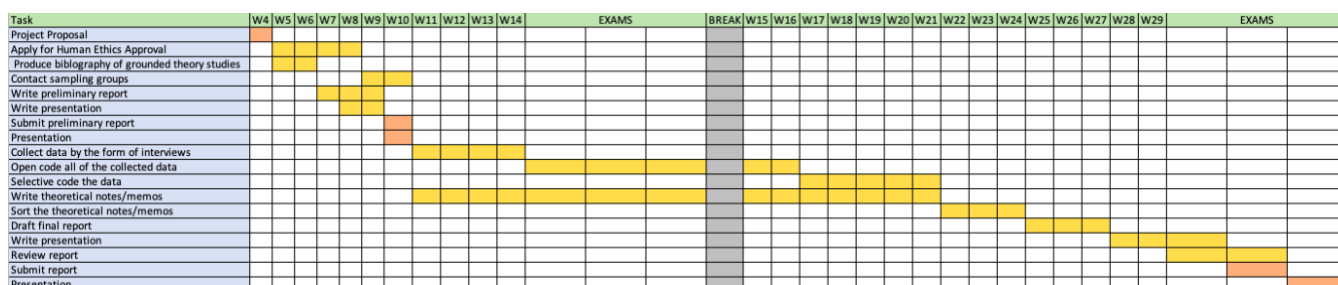 Task W4 W5 W6 W7 W8 W9 W10 W11 W12 W13 W14 EXAMS BREAK W15 W16 W17 W18 W19 W20 W21 W22 W23 W24 W25 W26 W27 W28 W29 EXAMS
Project Proposal
Apply for Human Ethics Approval
Produce biblography of grounded theory studies
Contact sampling groups
Write preliminary report
Write presentation
Submit preliminary report
Presentation
Collect data by the form of interviews
Open code all of the collected data
Selective code the data
Write theoretical notes/memos
Sort the theoretical notes/memos
Draft final report
Write presentation
Review report
Submit report
Presentation